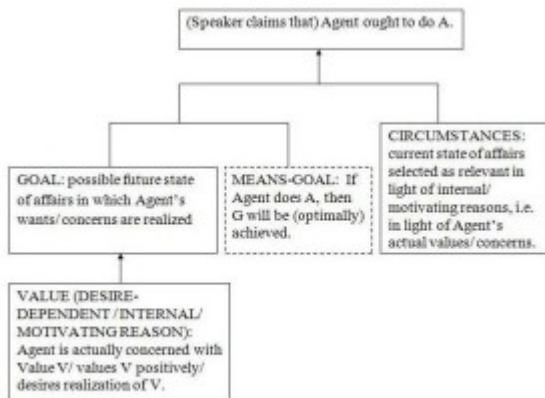 (Speaker claims that) Agent ought to do A.
GOAL: possible future state
of affairs in which Agent's
wants/ concerns are realized
MEANS-GOAL: If
Agent does A, then
G will be (optimally)
achieved.
CIRCUMSTANCES:
current state of affairs
selected as relevant in
light of internal/
motivating reasons, i.e.
in light of Agent's
actual values/ concerns.
VALUE (DESIRE-
DEPENDENT / INTERNAL/
MOTIVATING REASON):
Agent is actually concerned with
Value V/ values V positively/
desires realization of V.